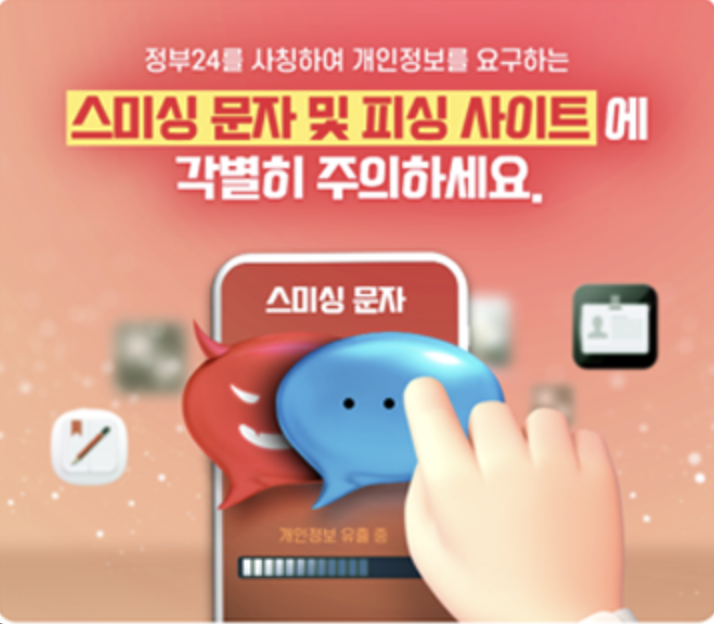 정부24를 사칭하여 개인정보를 요구하는
스미싱 문자 및 피싱 사이트에
각별히 주의하세요.
스미싱 문자
개인정보 유출 중